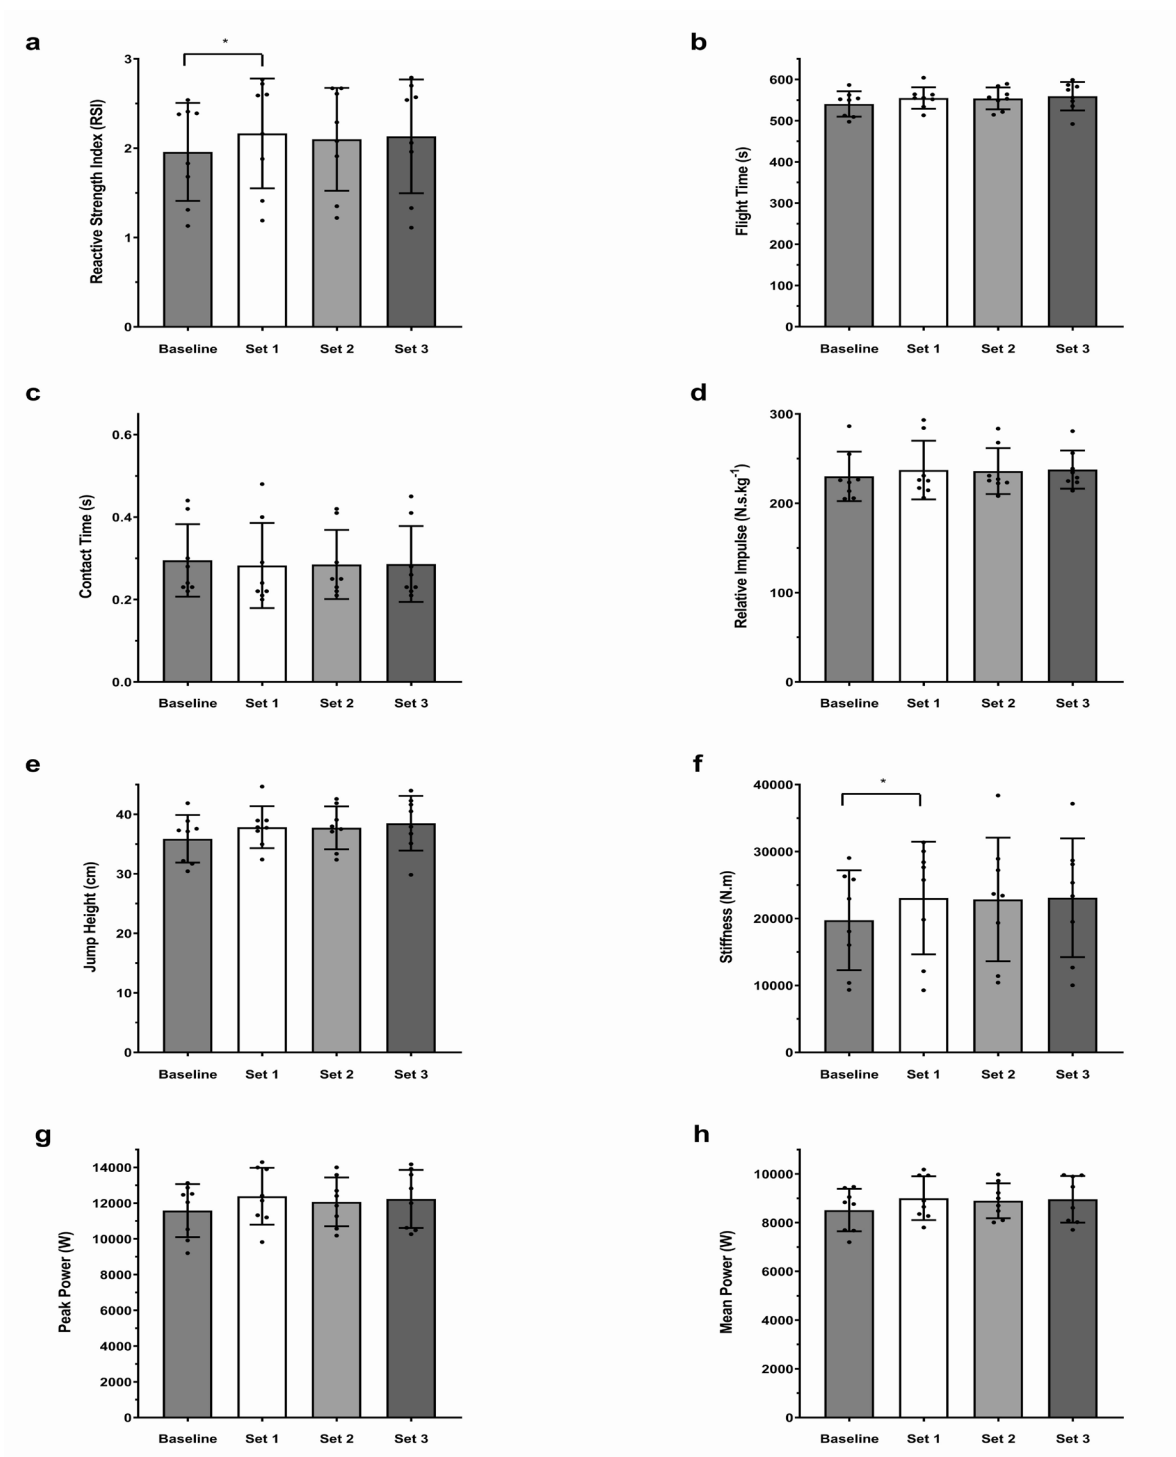 a
*
Reactive Strength Index (RSI)
3
2
1
0
Baseline Set 1 Set 2 Set 3
b
Flight Time (s)
600
500
400
300
200
100
0
Baseline Set 1 Set 2 Set 3
c
Contact Time (s)
0.6
0.4
0.2
0.0
Baseline Set 1 Set 2 Set 3
d
Relative Impulse (N.s.kg⁻¹)
300
200
100
0
Baseline Set 1 Set 2 Set 3
e
Jump Height (cm)
40
30
20
10
0
Baseline Set 1 Set 2 Set 3
f
*
Stiffness (N.m)
40000
30000
20000
10000
0
Baseline Set 1 Set 2 Set 3
g
Peak Power (W)
14000
12000
10000
8000
6000
4000
2000
0
Baseline Set 1 Set 2 Set 3
h
Mean Power (W)
10000
8000
6000
4000
2000
0
Baseline Set 1 Set 2 Set 3